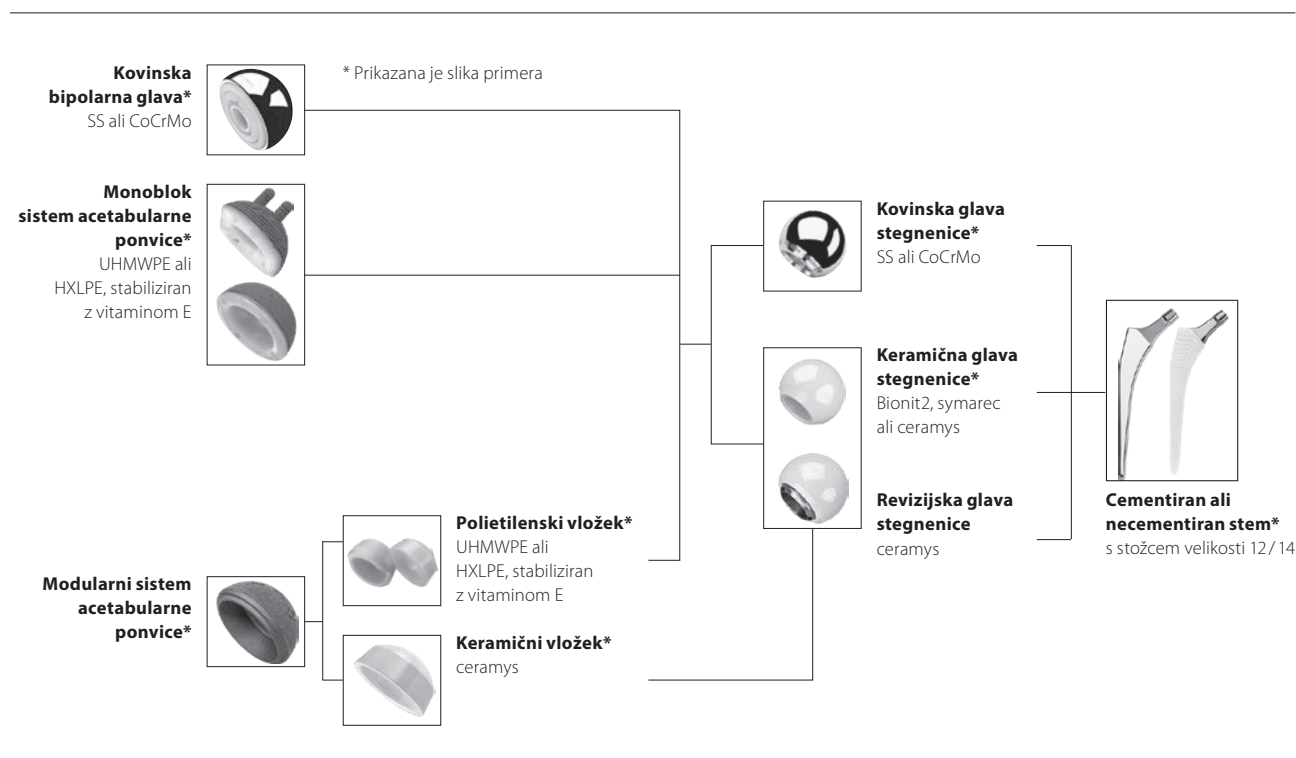 Kovinska
bipolarna glava*
SS ali CoCrMo
* Prikazana je slika primera
Monoblok
sistem acetabularne
ponvice*
UHMWPE ali
HXLPE, stabiliziran
z vitaminom E
Kovinska glava
stegnenice*
SS ali CoCrMo
Keramična glava
stegnenice*
Bionit2, symarec
ali ceramys
Revizijska glava
stegnenice
ceramys
Cementiran ali
necementiran stem*
s stožcem velikosti 12/14
Polietilenski vložek*
UHMWPE ali
HXLPE, stabiliziran
z vitaminom E
Modularni sistem
acetabularne
ponvice*
Keramični vložek*
ceramys